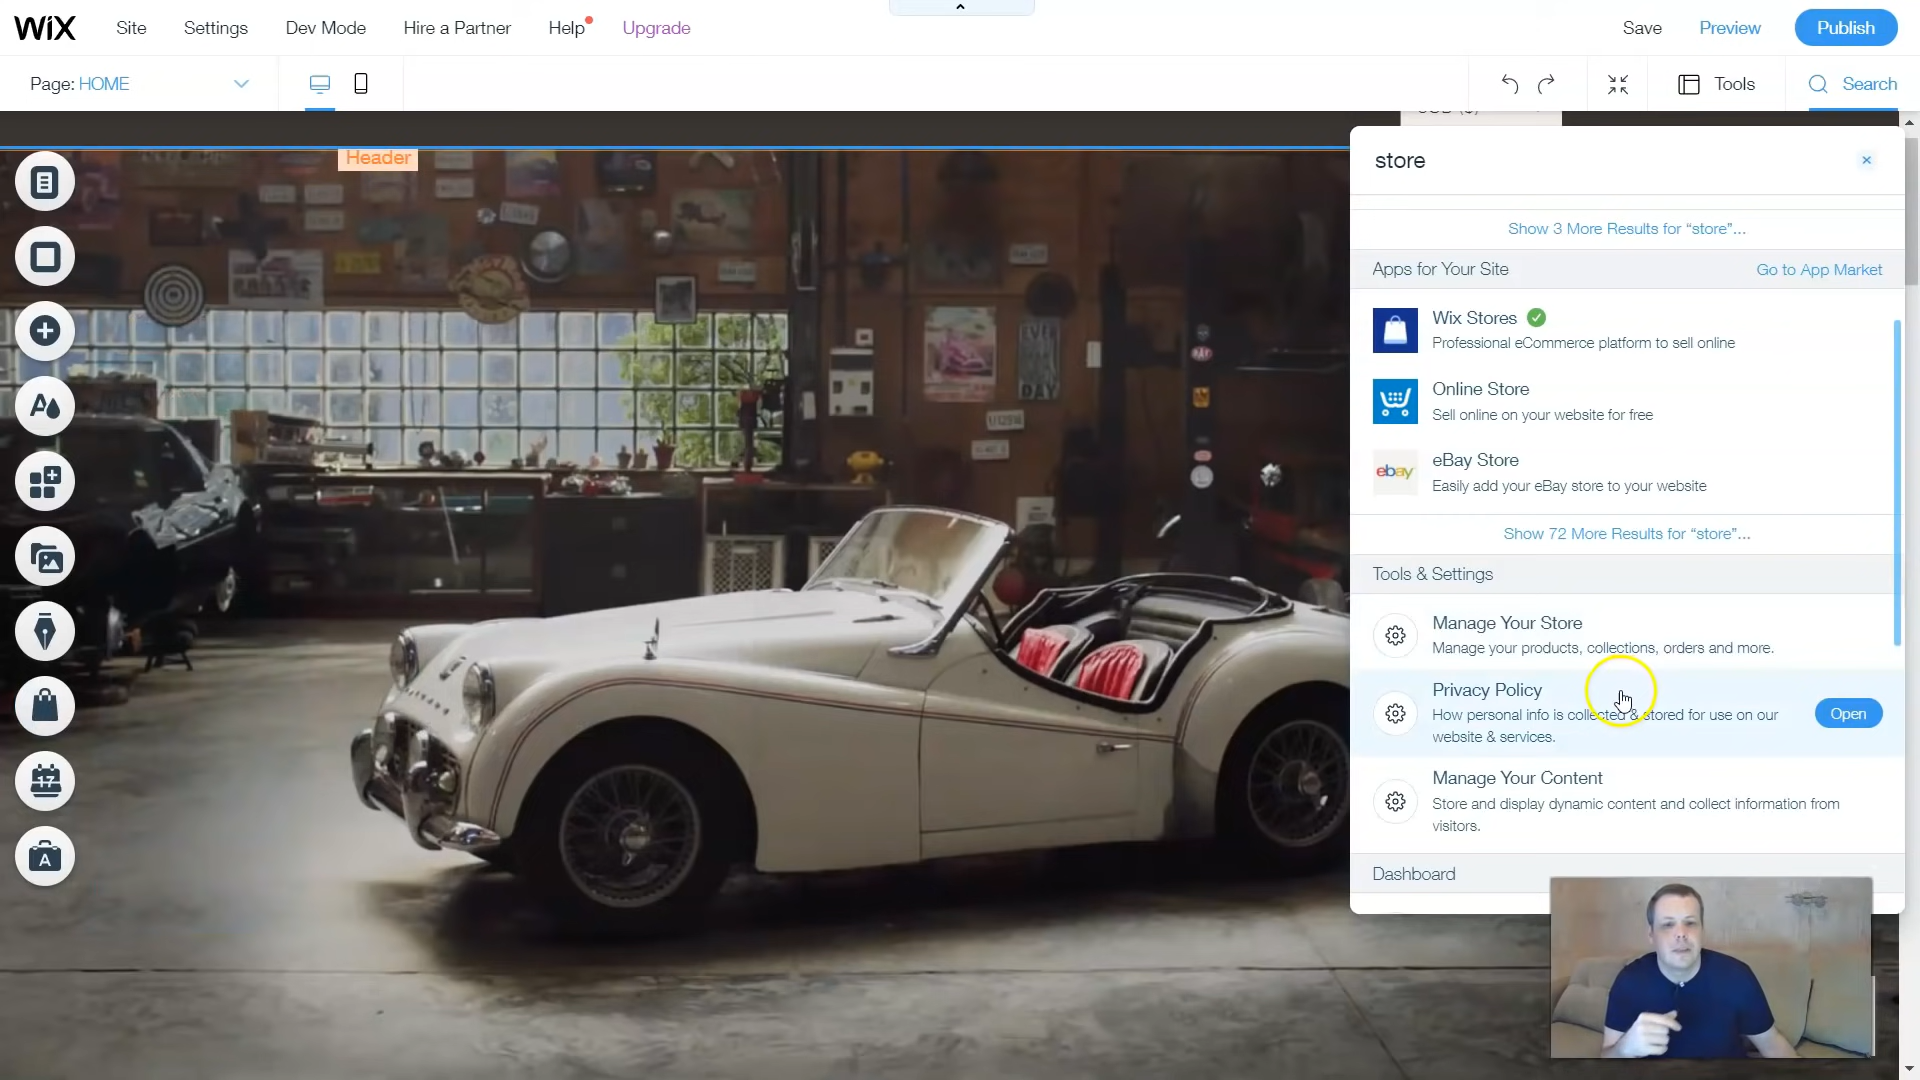 WiX Site Settings Dev Mode Hire a Partner Help Upgrade Save Preview Publish
Page: HOME Tools Search
Header
store
Show 3 More Results for “store”...
Apps for Your Site Go to App Market
Wix Stores
Professional eCommerce platform to sell online
Online Store
Sell online on your website for free
ebay
eBay Store
Easily add your eBay store to your website
Show 72 More Results for “store”...
Tools & Settings
Manage Your Store
Manage your products, collections, orders and more.
Privacy Policy
How personal info is collected & stored for use on our
website & services.
Open
Manage Your Content
Store and display dynamic content and collect information from
visitors.
Dashboard
17
A